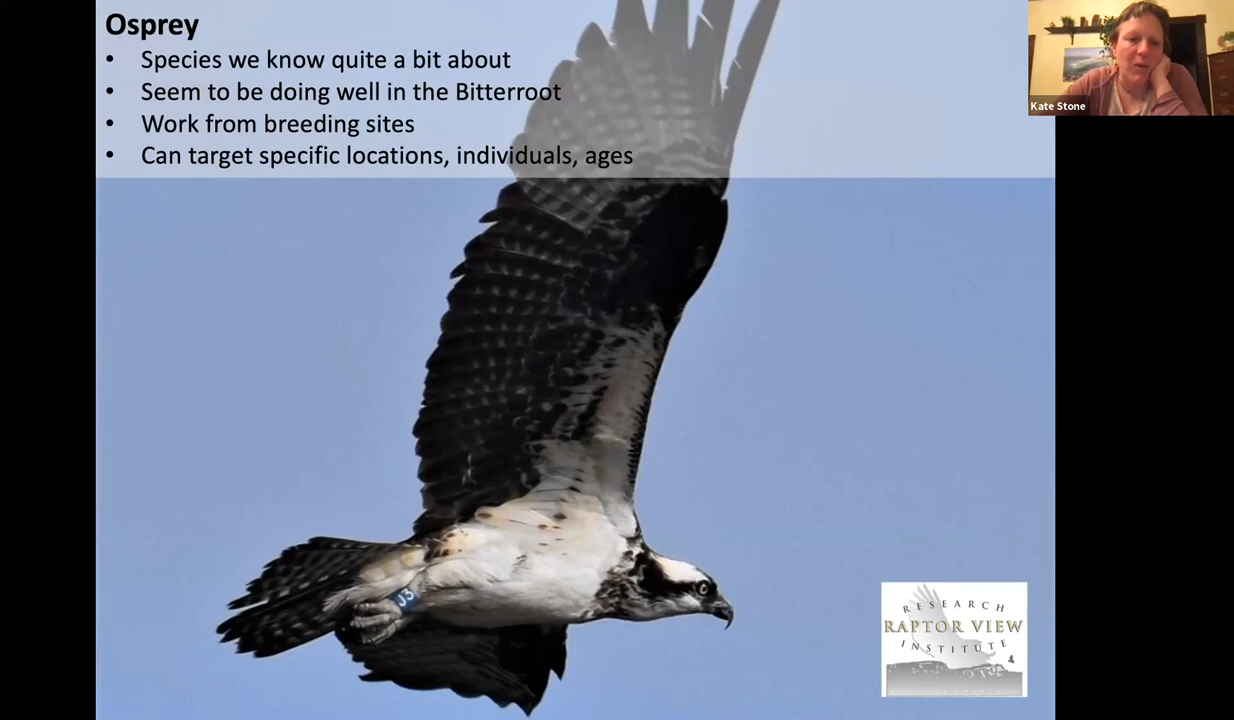 Osprey
• Species we know quite a bit about
• Seem to be doing well in the Bitterroot
• Work from breeding sites
• Can target specific locations, individuals, ages
Kate Stone
J3
RESEARCH
RAPTOR VIEW
INSTITUTE